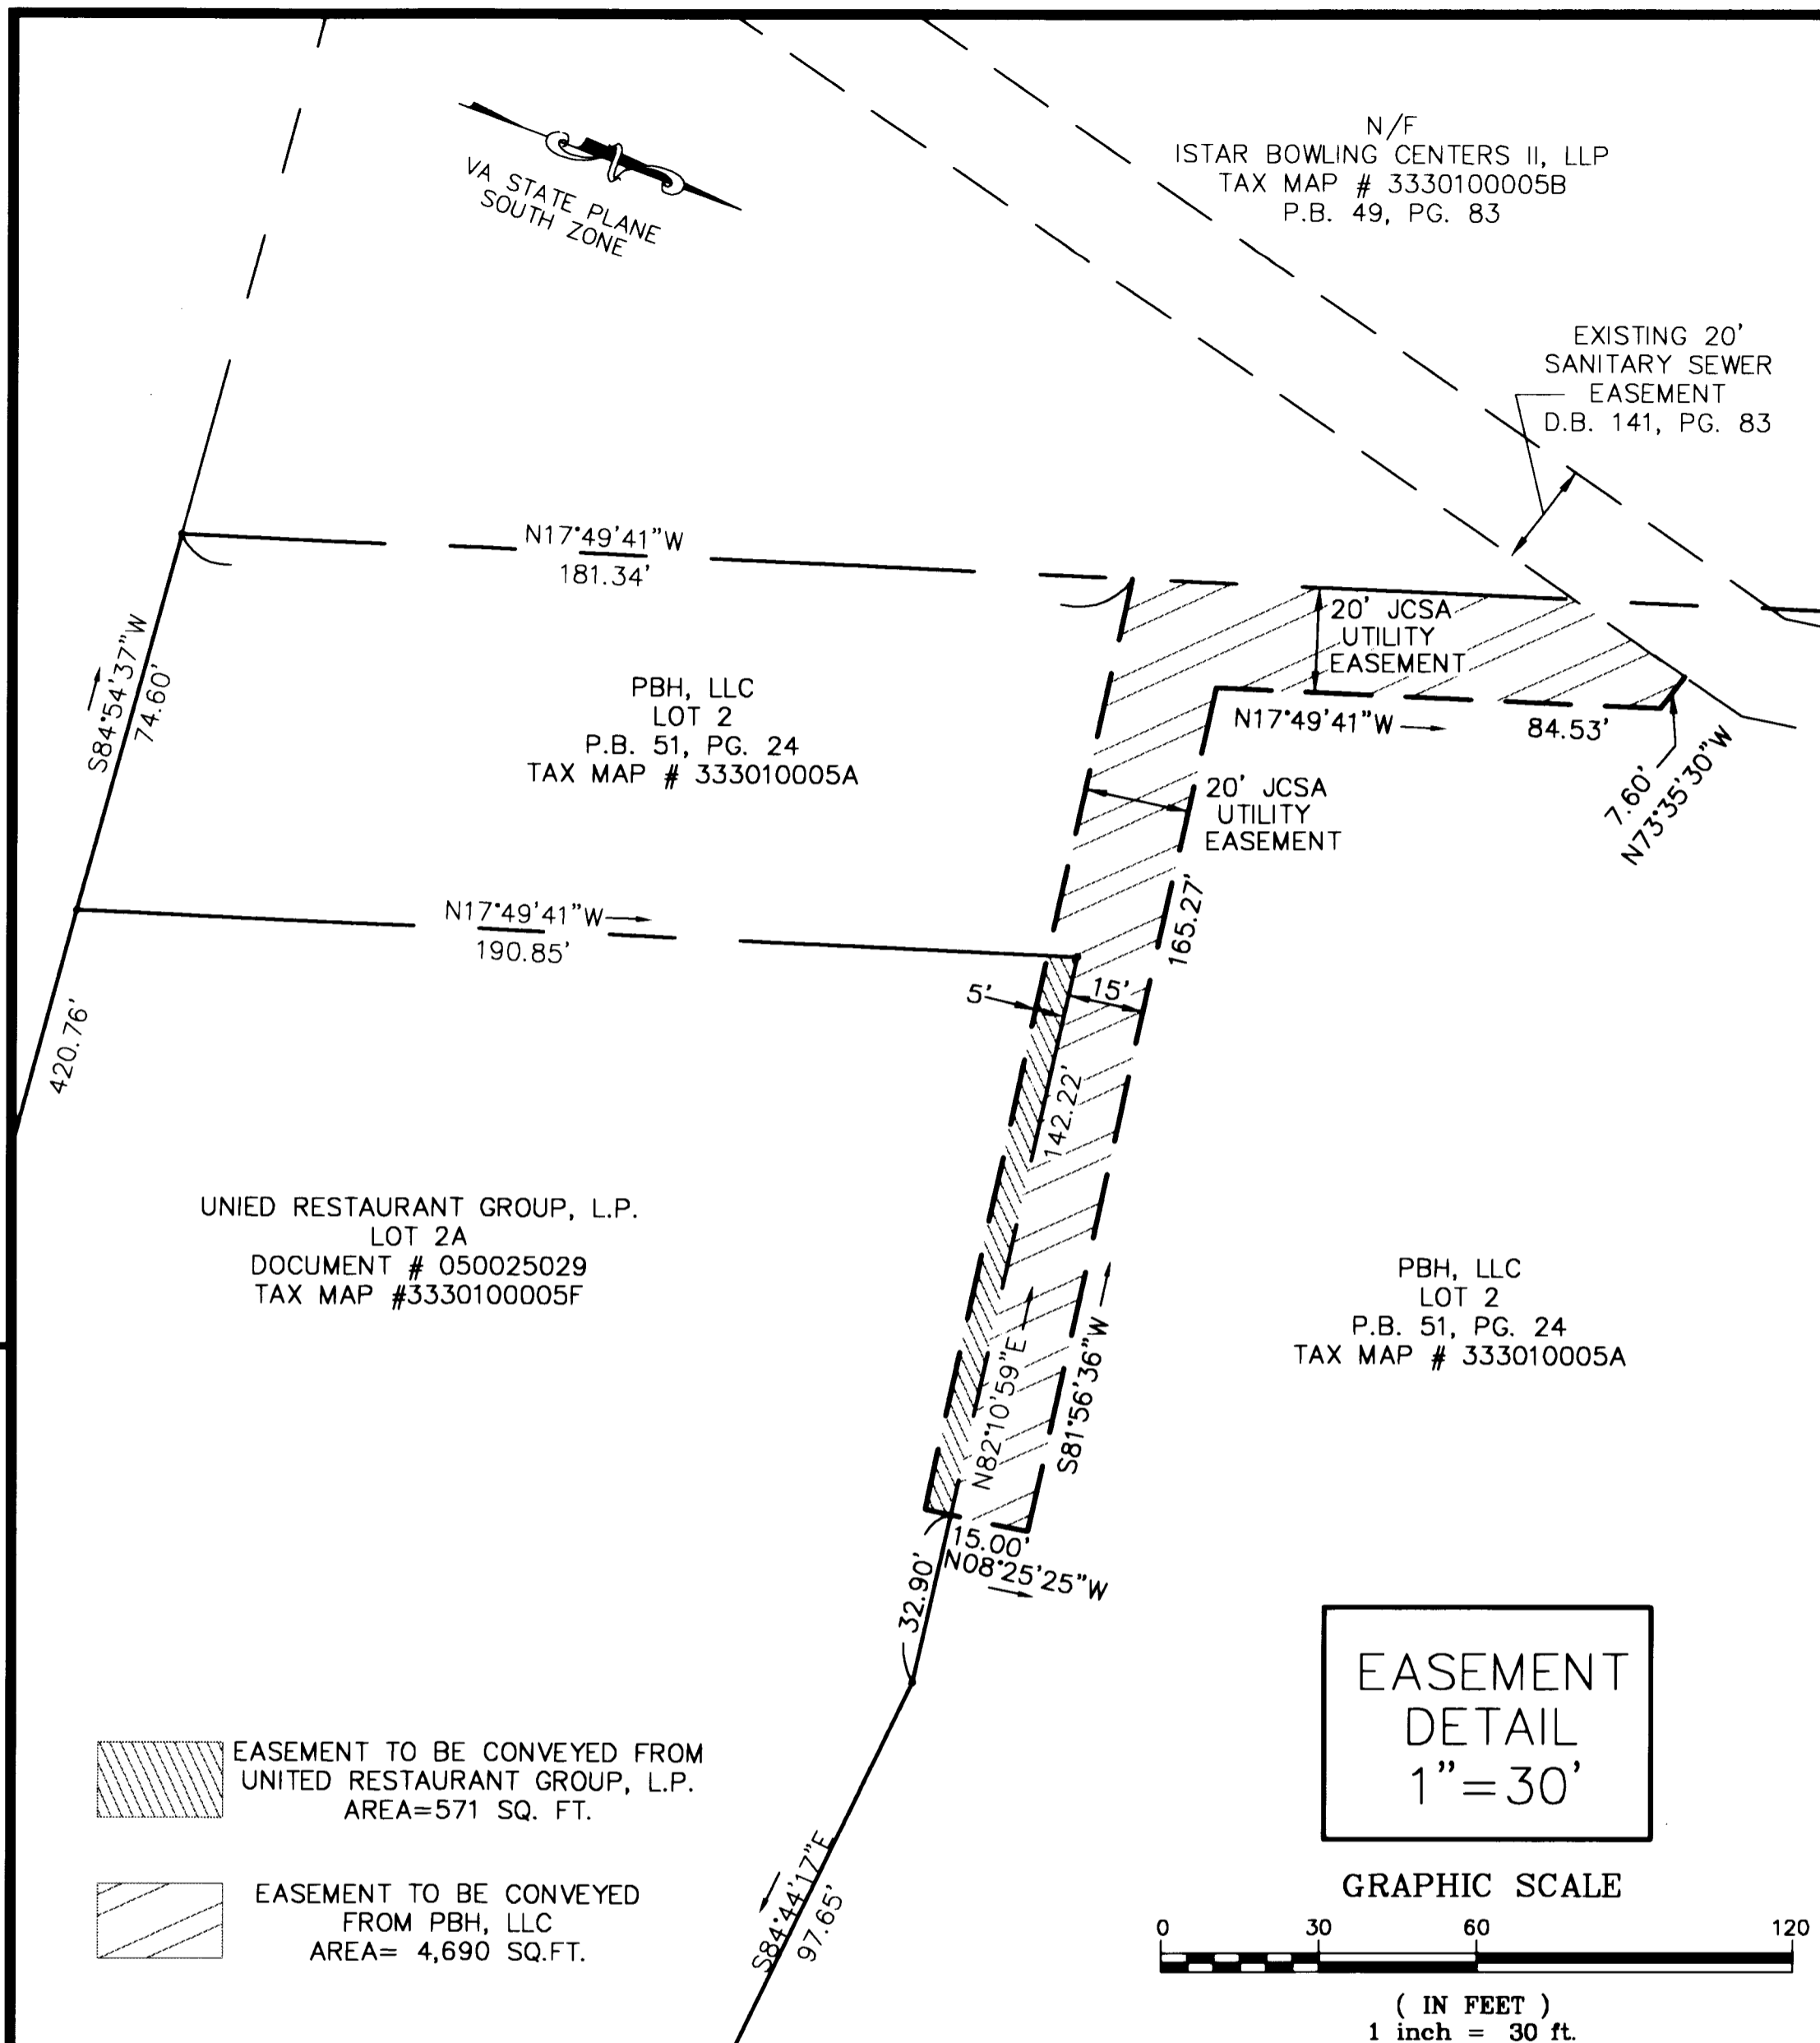 VA STATE PLANE
SOUTH ZONE
N/F
ISTAR BOWLING CENTERS II, LLP
TAX MAP # 3330100005B
P.B. 49, PG. 83
EXISTING 20'
SANITARY SEWER
EASEMENT
D.B. 141, PG. 83
N17°49'41"W
181.34'
S84°54'37"W
74.60'
20' JCSA
UTILITY
EASEMENT
PBH, LLC
LOT 2
P.B. 51, PG. 24
TAX MAP # 333010005A
N17°49'41"W
84.53'
7.60'
N73°35'30"W
20' JCSA
UTILITY
EASEMENT
165.27'
N17°49'41"W
190.85'
5'
15'
420.76'
142.22'
UNIED RESTAURANT GROUP, L.P.
LOT 2A
DOCUMENT # 050025029
TAX MAP #3330100005F
PBH, LLC
LOT 2
P.B. 51, PG. 24
TAX MAP # 333010005A
N82°10'59"E
S81°56'36"W
15.00'
N08°25'25"W
32.90'
EASEMENT
DETAIL
1"=30'
EASEMENT TO BE CONVEYED FROM
UNITED RESTAURANT GROUP, L.P.
AREA=571 SQ. FT.
S84°44'17"E
97.65'
EASEMENT TO BE CONVEYED
FROM PBH, LLC
AREA= 4,690 SQ.FT.
GRAPHIC SCALE
0 30 60 120
( IN FEET )
1 inch = 30 ft.